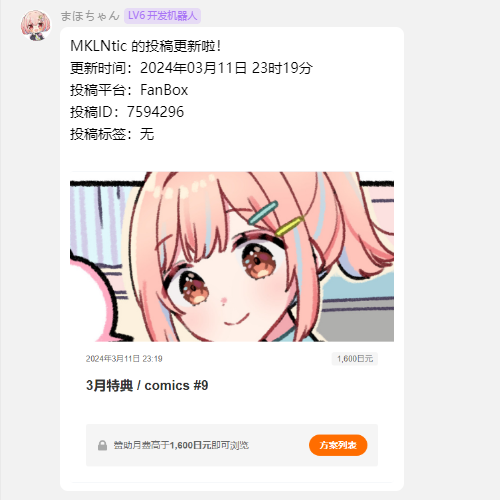 まほちゃん LV6 开发机器人
MKLNtic 的投稿更新啦！
更新时间：2024年03月11日 23时19分
投稿平台：FanBox
投稿ID：7594296
投稿标签：无
2024年3月11日 23:19 1,600日元
3月特典 / comics #9
赞助月费高于1,600日元即可浏览 方案列表